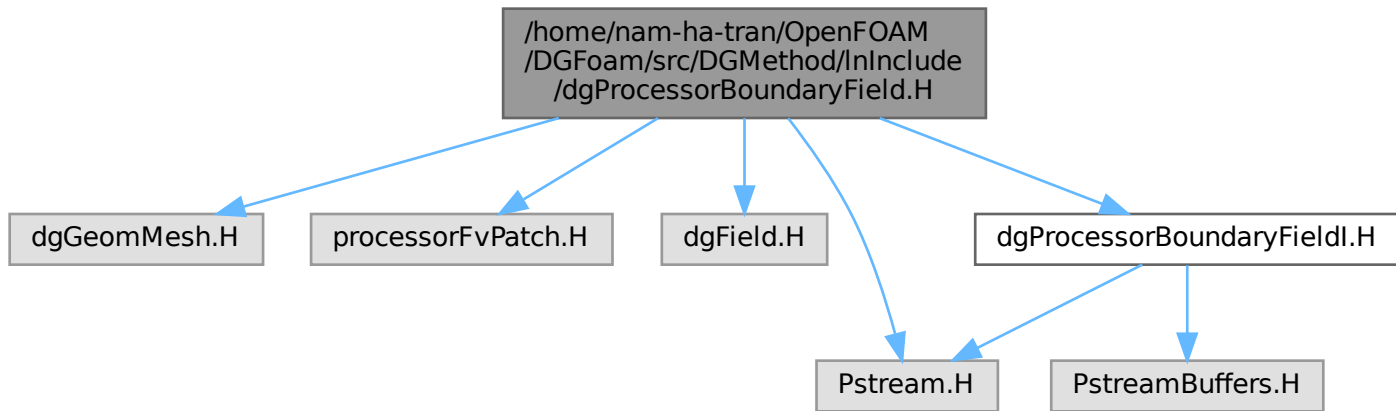 /home/nam-ha-tran/OpenFOAM
/DGFoam/src/DGMethod/lnInclude
/dgProcessorBoundaryField.H
dgGeomMesh.H
processorFvPatch.H
dgField.H
dgProcessorBoundaryFieldI.H
Pstream.H
PstreamBuffers.H